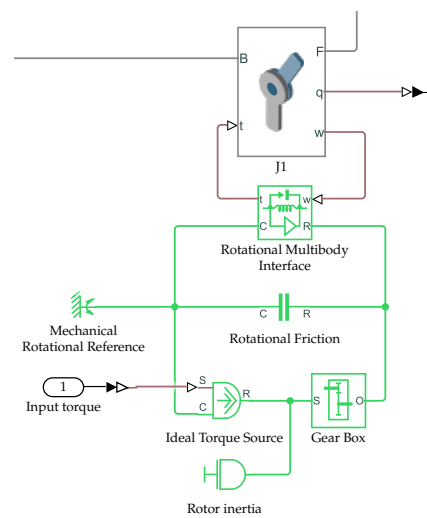 F
B
q
t
w
J1
t w
C R
Rotational Multibody
Interface
C R
Mechanical
Rotational Reference
Rotational Friction
1
S
R
C
S O
Input torque
Ideal Torque Source
Gear Box
Rotor inertia